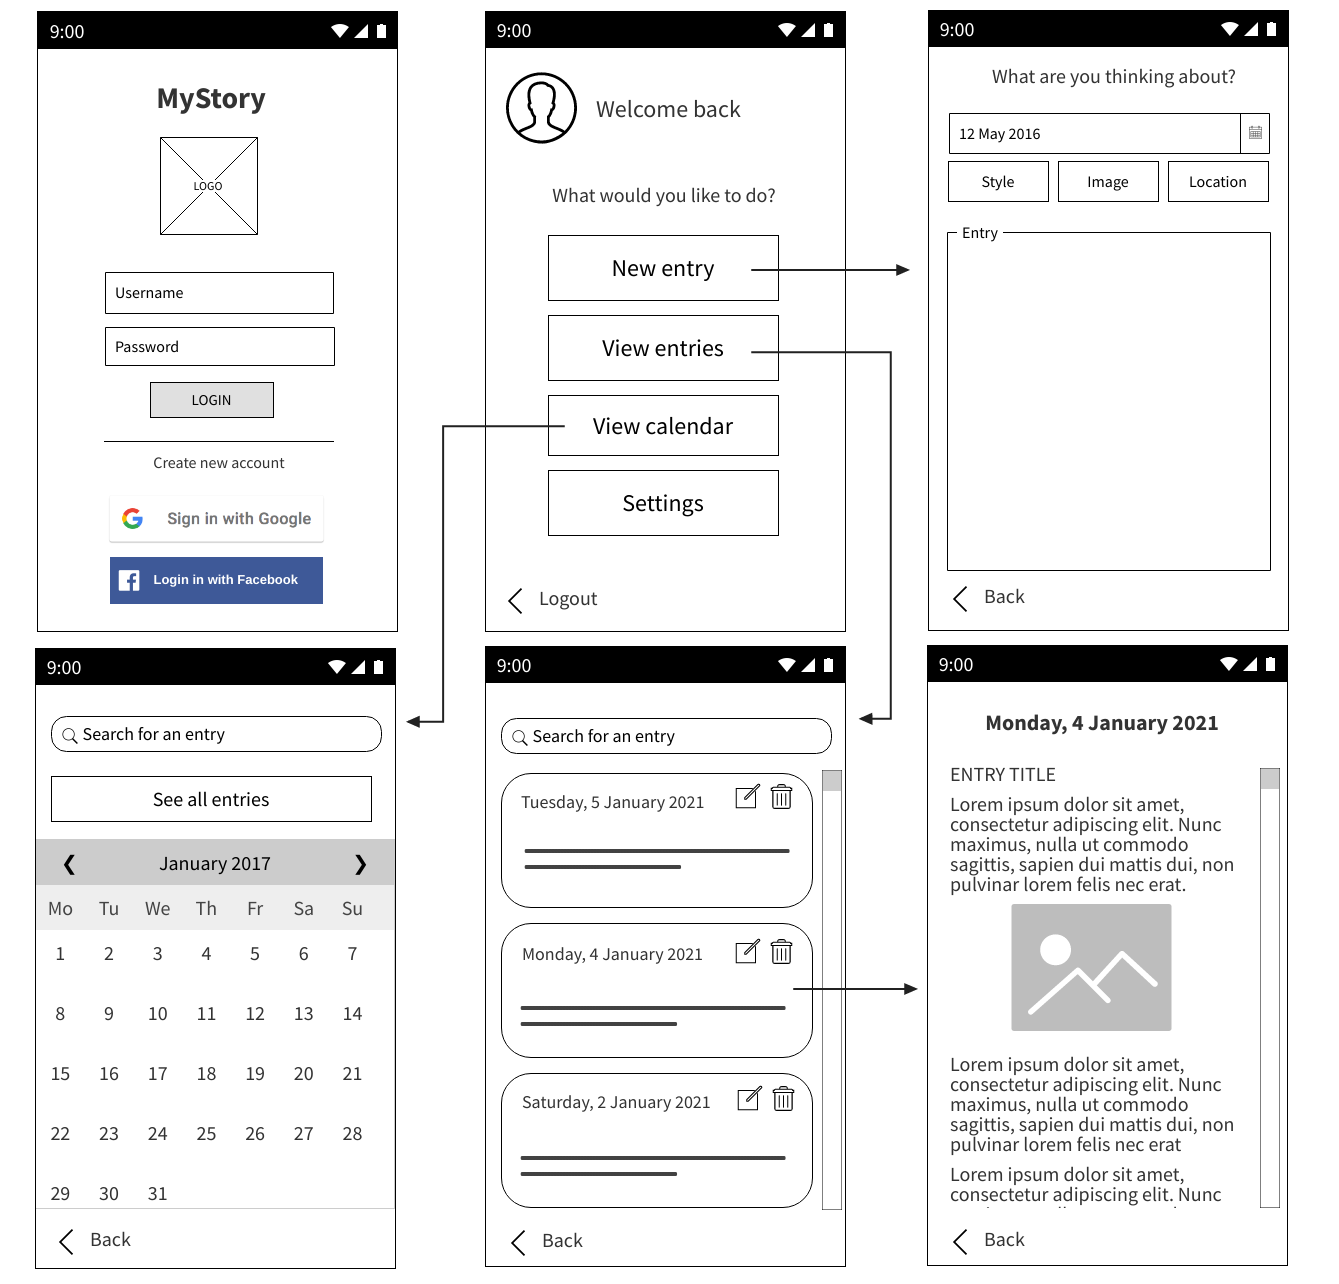 9:00
MyStory
LOGO
Username
Password
LOGIN
Create new account
Sign in with Google
Login in with Facebook
9:00
Welcome back
What would you like to do?
New entry
View entries
View calendar
Settings
Logout
9:00
What are you thinking about?
12 May 2016
Style Image Location
Entry
Back
9:00
Search for an entry
See all entries
❮ January 2017 ❯
Mo Tu We Th Fr Sa Su
1 2 3 4 5 6 7
8 9 10 11 12 13 14
15 16 17 18 19 20 21
22 23 24 25 26 27 28
29 30 31
Back
9:00
Search for an entry
Tuesday, 5 January 2021
Monday, 4 January 2021
Saturday, 2 January 2021
Back
9:00
Monday, 4 January 2021
ENTRY TITLE
Lorem ipsum dolor sit amet,
consectetur adipiscing elit. Nunc
maximus, nulla ut commodo
sagittis, sapien dui mattis dui, non
pulvinar lorem felis nec erat.
Lorem ipsum dolor sit amet,
consectetur adipiscing elit. Nunc
maximus, nulla ut commodo
sagittis, sapien dui mattis dui, non
pulvinar lorem felis nec erat
Lorem ipsum dolor sit amet,
consectetur adipiscing elit. Nunc
Back